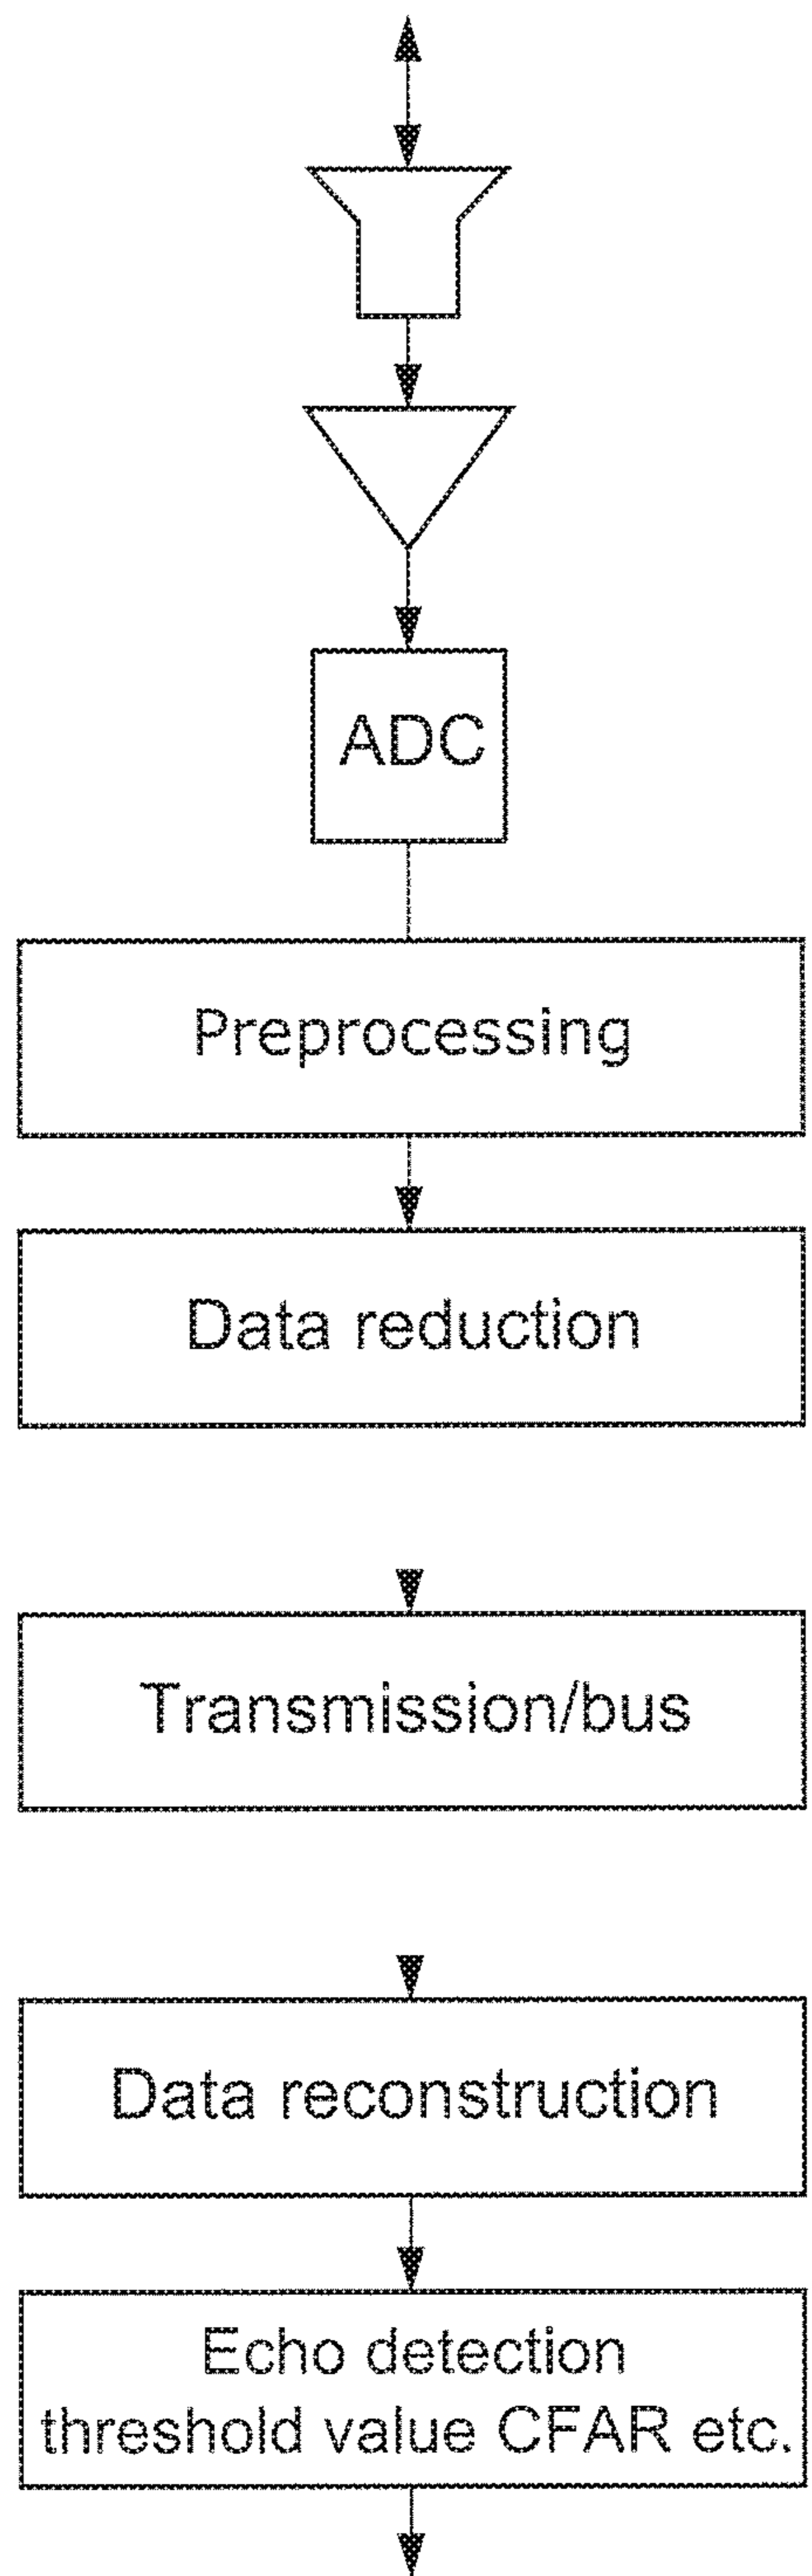 ADC
Preprocessing
Data reduction
Transmission/bus
Data reconstruction
Echo detection
threshold value CFAR etc.